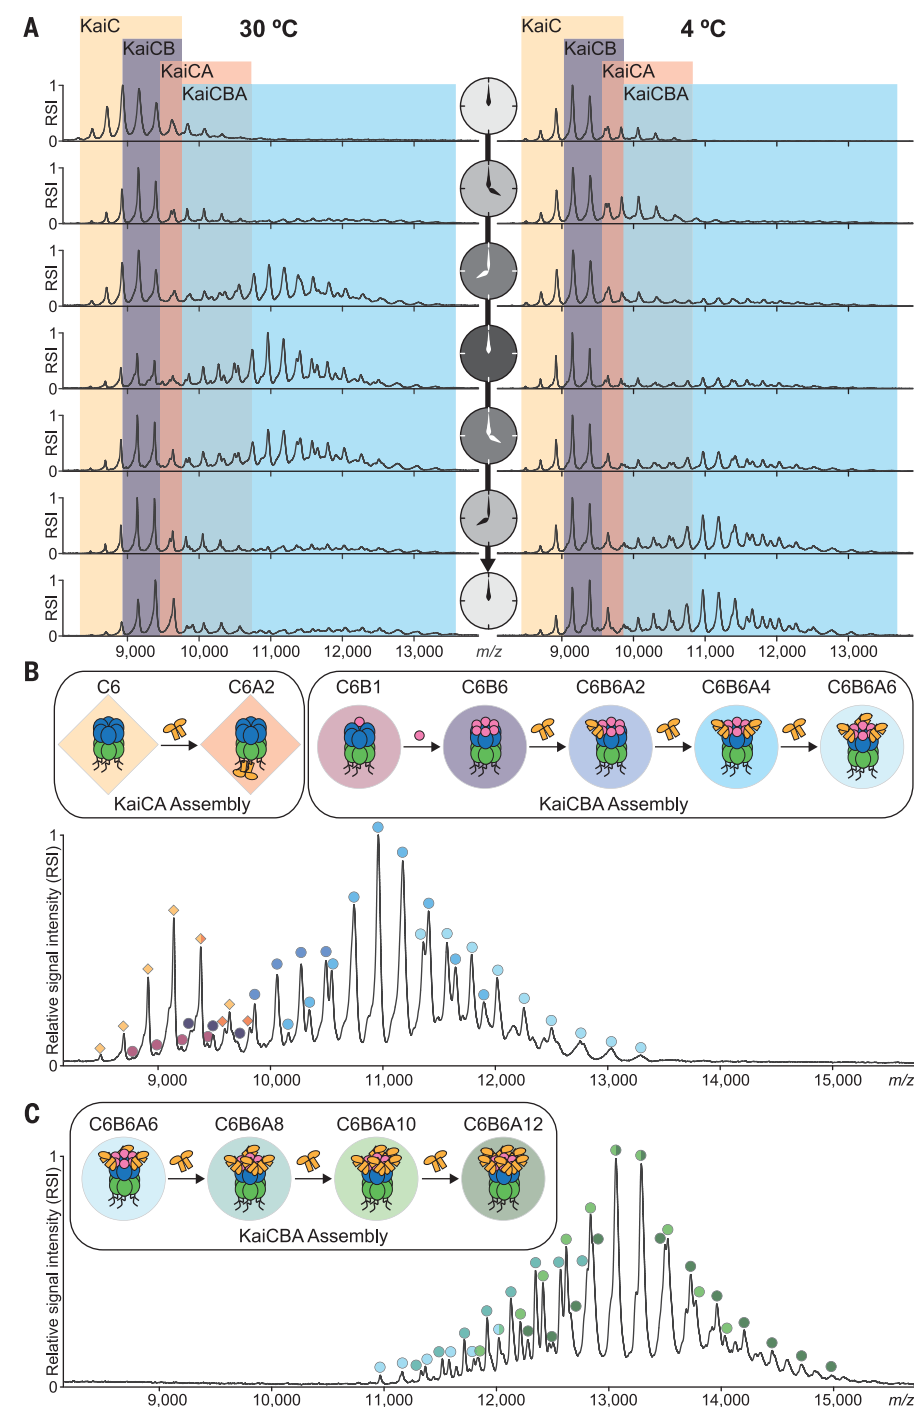 A
KaiC
30 ºC
KaiC
4 ºC
KaiCB
KaiCB
KaiCA
KaiCA
KaiCBA
KaiCBA
1
RSI
0
1
RSI
0
1
RSI
0
1
RSI
0
1
RSI
0
1
RSI
0
1
RSI
0
9,000 10,000 11,000 12,000 13,000 m/z 9,000 10,000 11,000 12,000 13,000
B
C6 C6A2 C6B1 C6B6 C6B6A2 C6B6A4 C6B6A6
KaiCA Assembly KaiCBA Assembly
1
Relative signal intensity (RSI)
0
9,000 10,000 11,000 12,000 13,000 14,000 15,000 m/z
C
C6B6A6 C6B6A8 C6B6A10 C6B6A12
KaiCBA Assembly
1
Relative signal intensity (RSI)
0
9,000 10,000 11,000 12,000 13,000 14,000 15,000 m/z